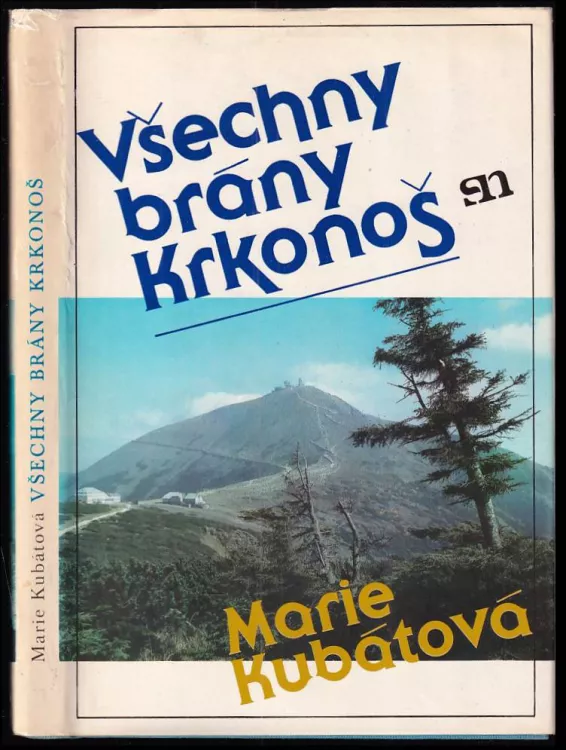 Všechny
brány
Krkonoš
sn
Marie
Kubátová
Marie Kubátová VŠECHNY BRÁNY KRKONOŠ